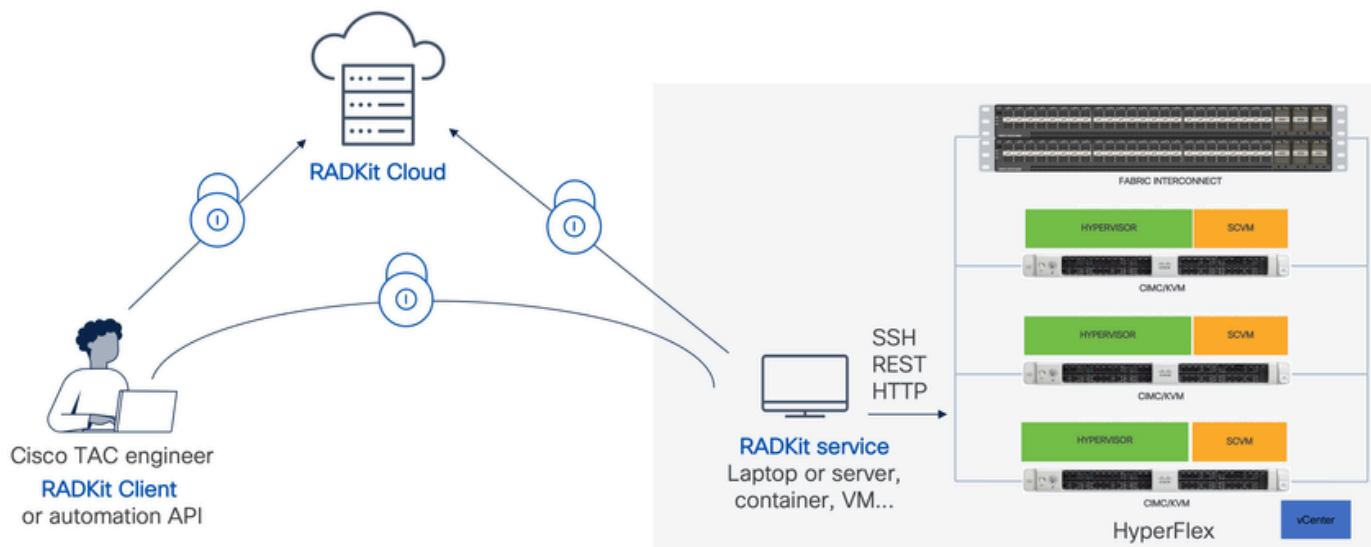 RADKit Cloud
Cisco TAC engineer
RADKit Client
or automation API
SSH
REST
HTTP
RADKit service
Laptop or server,
container, VM...
FABRIC INTERCONNECT
HYPERVISOR
SCVM
CIMC/KVM
HYPERVISOR
SCVM
CIMC/KVM
HYPERVISOR
SCVM
CIMC/KVM
HyperFlex
vCenter